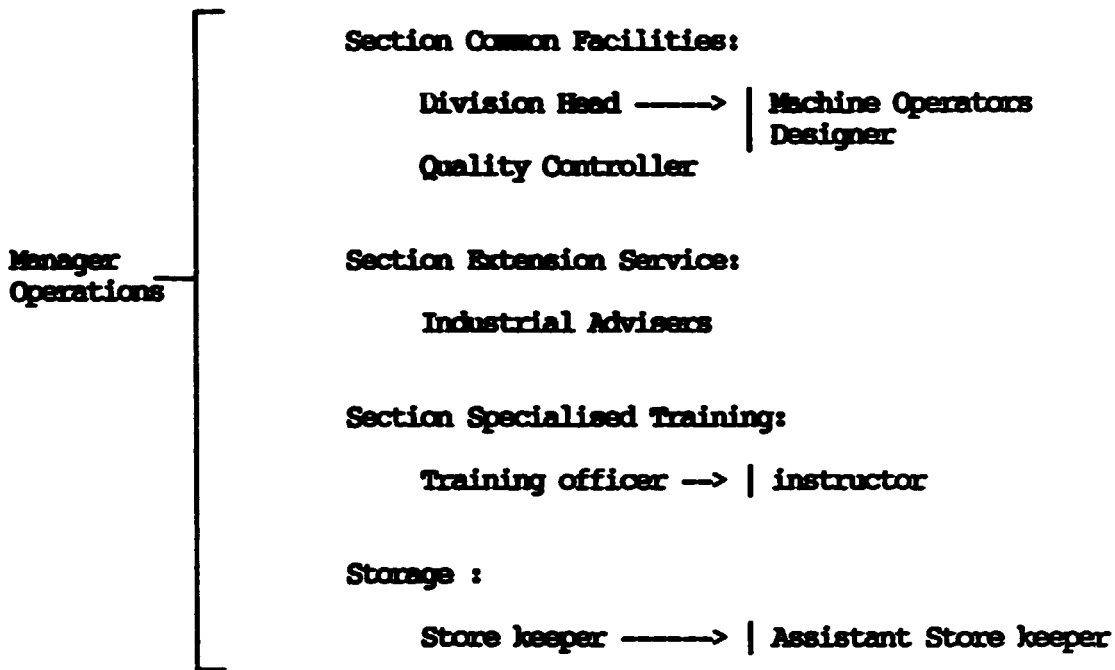 Section Common Facilities:
Division Head -----> | Machine Operators
| Designer
Quality Controller
Manager
Operations
Section Extension Service:
Industrial Advisers
Section Specialised Training:
Training officer --> | instructor
Storage :
Store keeper -----> | Assistant Store keeper